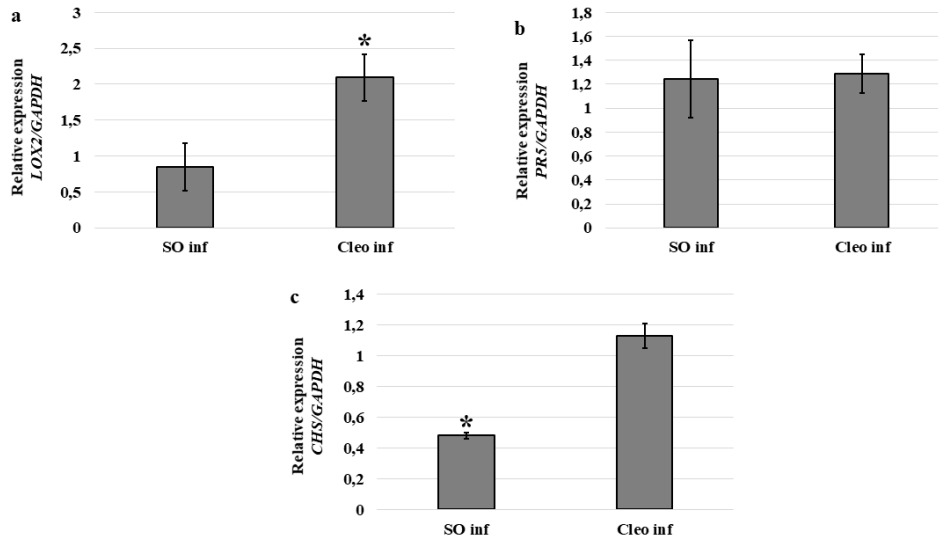 a
Relative expression
LOX2/GAPDH
3
2,5
2
1,5
1
0,5
0
*
SO inf
Cleo inf
b
Relative expression
PR5/GAPDH
1,8
1,6
1,4
1,2
1
0,8
0,6
0,4
0,2
0
SO inf
Cleo inf
c
Relative expression
CHS/GAPDH
1,4
1,2
1
0,8
0,6
0,4
0,2
0
*
SO inf
Cleo inf